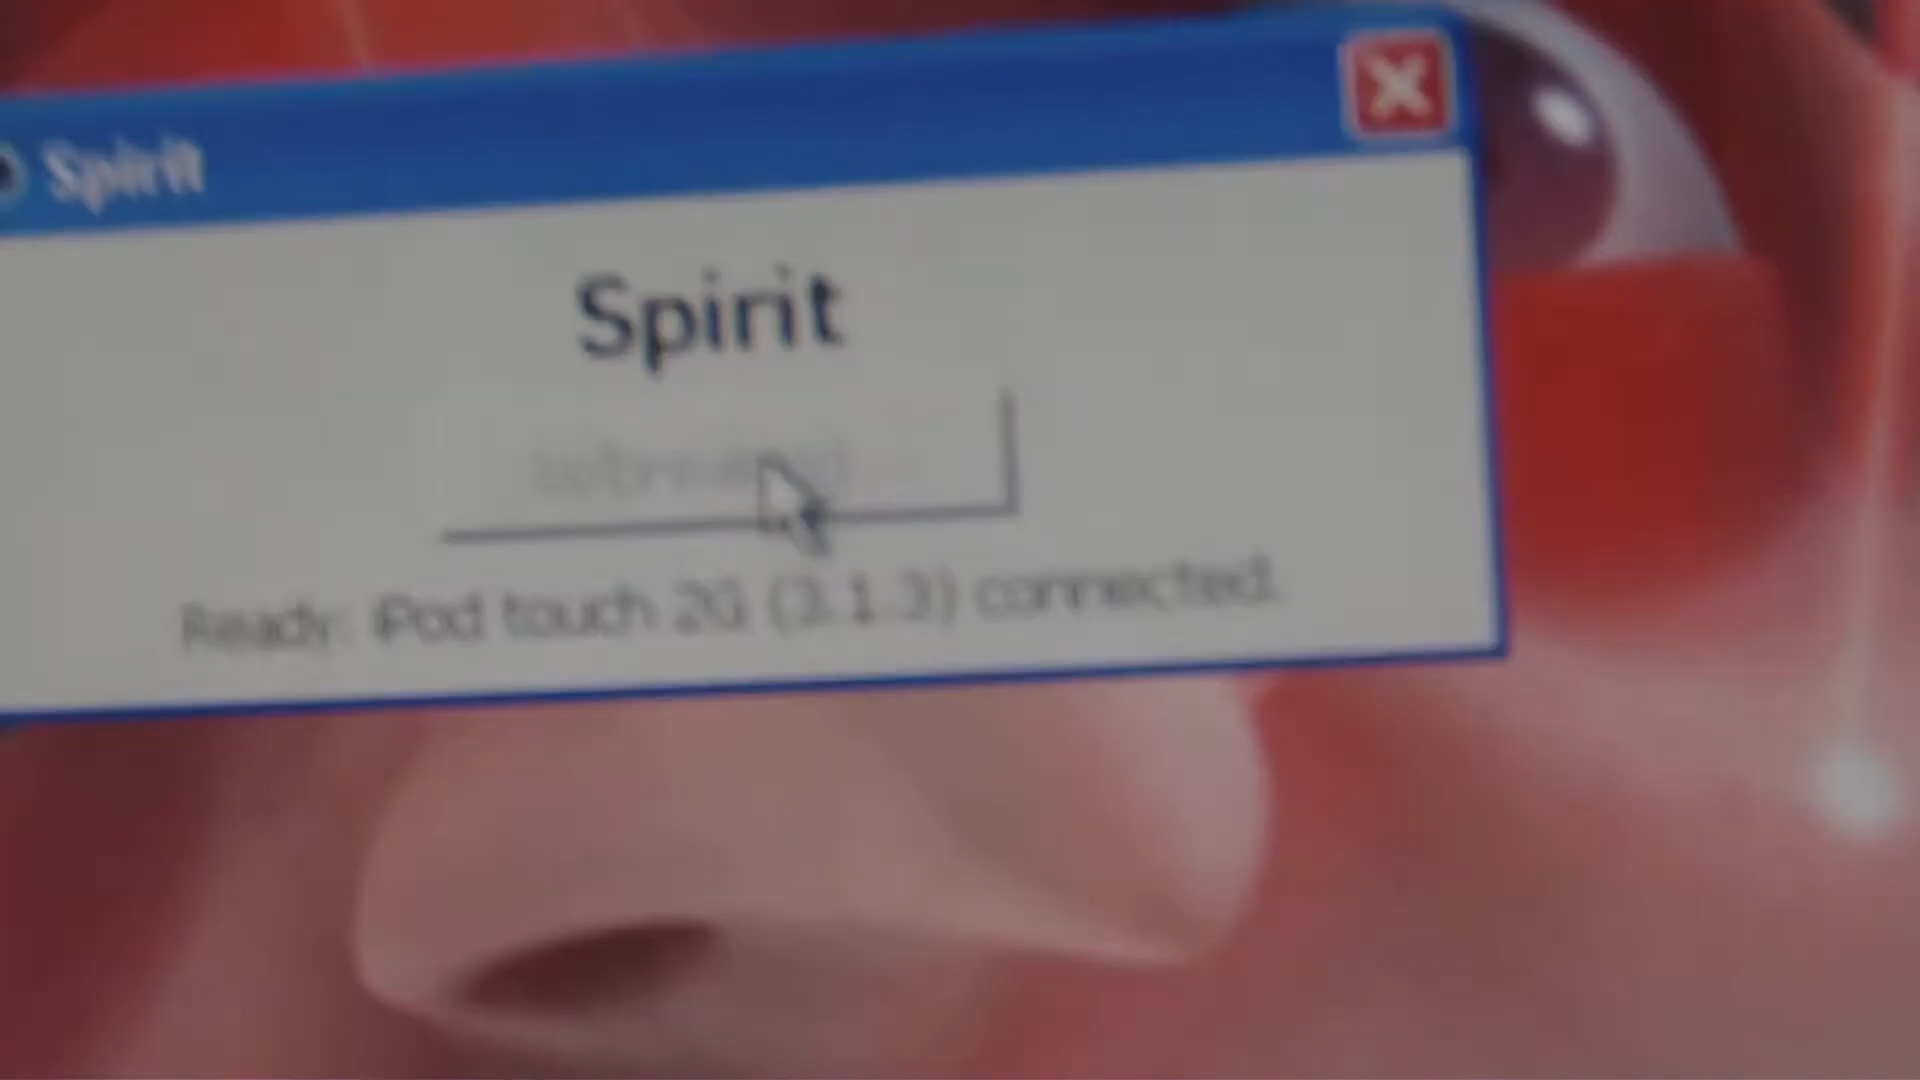 Spirit
Spirit
Ready: iPod touch 2G (3.1.3) connected.